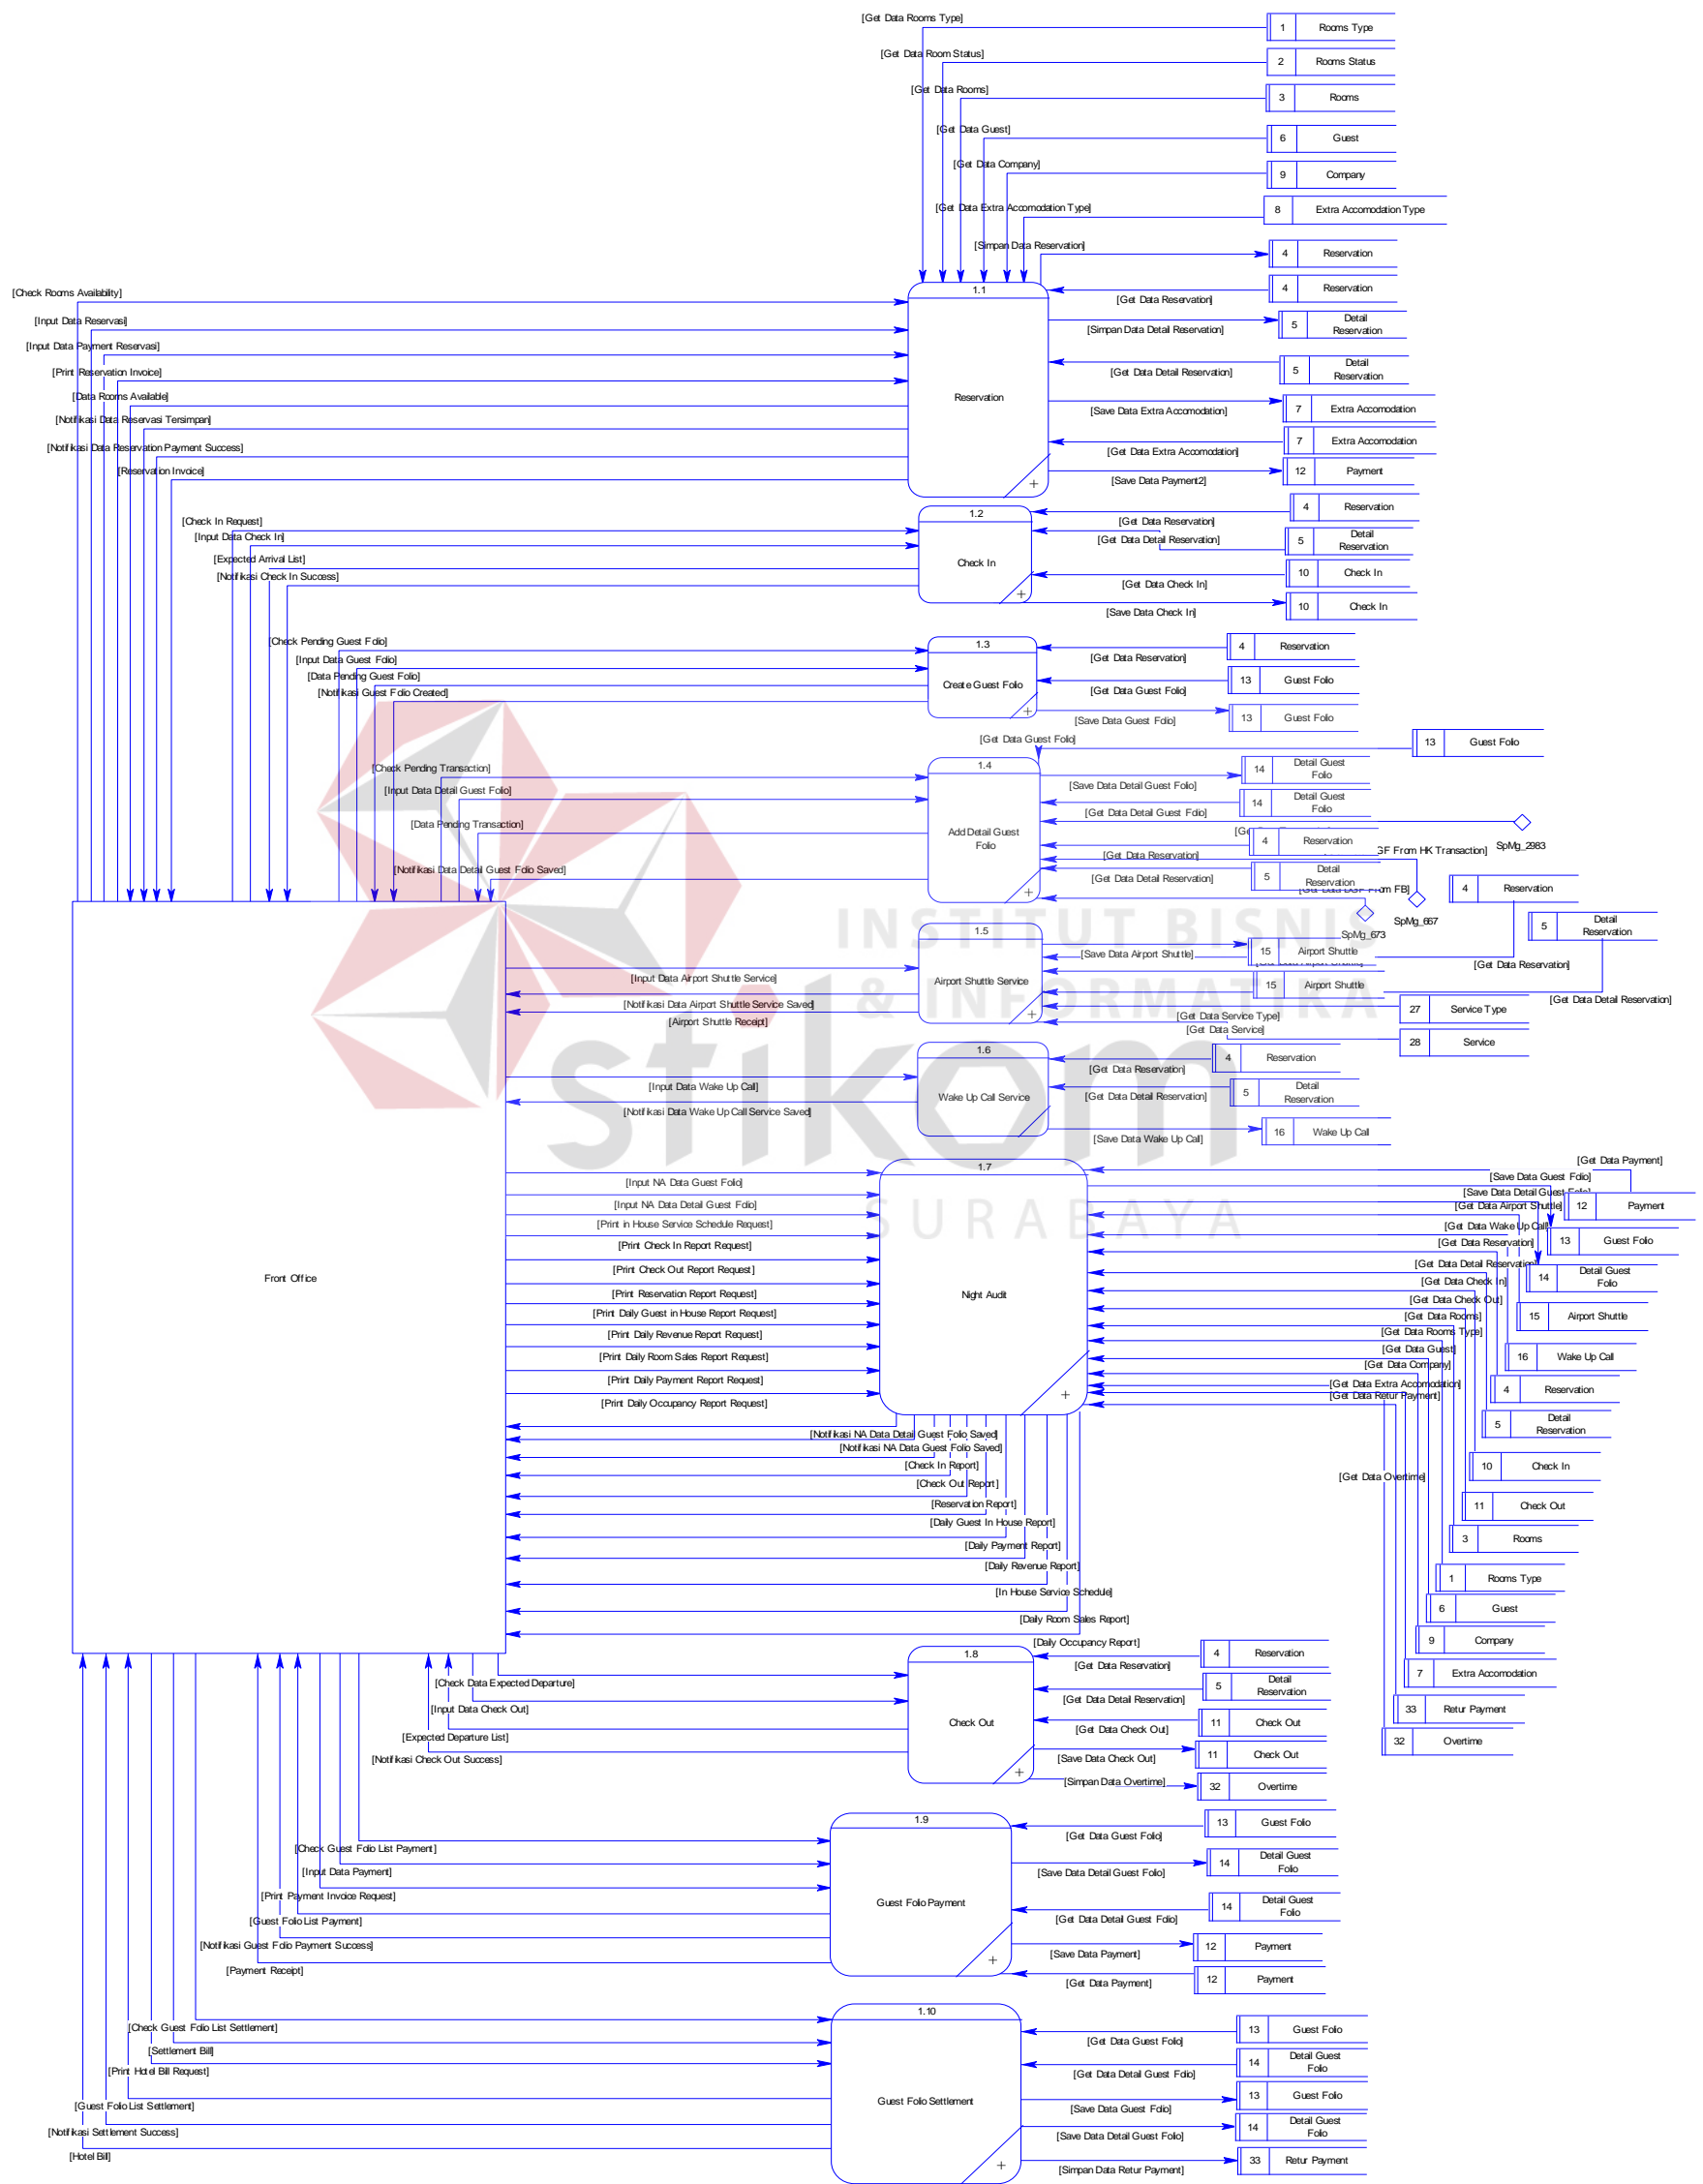 [Get Data Rooms Type]
1 Rooms Type
[Get Data Room Status]
2 Rooms Status
[Get Data Rooms]
3 Rooms
[Get Data Guest]
6 Guest
[Get Data Company]
9 Company
[Get Data Extra Accomodation Type]
8 Extra Accomodation Type
[Simpan Data Reservation]
4 Reservation
1.1
Reservation
[Check Rooms Availability]
[Input Data Reservasi]
[Input Data Payment Reservasi]
[Print Reservation Invoice]
[Data Rooms Available]
[Notifikasi Data Reservasi Tersimpan]
[Notifikasi Data Reservation Payment Success]
[Reservation Invoice]
[Get Data Reservation]
4 Reservation
[Simpan Data Detail Reservation]
5 Detail
Reservation
[Get Data Detail Reservation]
5 Detail
Reservation
[Save Data Extra Accomodation]
7 Extra Accomodation
[Get Data Extra Accomodation]
7 Extra Accomodation
[Save Data Payment2]
12 Payment
1.2
Check In
[Check In Request]
[Input Data Check In]
[Expected Arrival List]
[Notifikasi Check In Success]
[Get Data Reservation]
4 Reservation
[Get Data Detail Reservation]
5 Detail
Reservation
[Get Data Check In]
10 Check In
[Save Data Check In]
10 Check In
1.3
Create Guest Folio
[Check Pending Guest Folio]
[Input Data Guest Folio]
[Data Pending Guest Folio]
[Notifikasi Guest Folio Created]
[Get Data Reservation]
4 Reservation
[Get Data Guest Folio]
13 Guest Folio
[Save Data Guest Folio]
13 Guest Folio
[Get Data Guest Folio]
13 Guest Folio
1.4
Add Detail Guest
Folio
[Check Pending Transaction]
[Input Data Detail Guest Folio]
[Data Pending Transaction]
[Notifikasi Data Detail Guest Folio Saved]
[Save Data Detail Guest Folio]
14 Detail Guest
Folio
[Get Data Detail Guest Folio]
14 Detail Guest
Folio
SpMg_2983
[Get Data Reservation]
4 Reservation
GF From HK Transaction]
[Get Data Detail Reservation]
5 Detail
Reservation
[Get Data DGF From FB]
SpMg_667
SpMg_673
4 Reservation
5 Detail
Reservation
INSTITUT BISNIS
& INFORMATIKA
stikom
SURABAYA
1.5
Airport Shuttle Service
[Input Data Airport Shuttle Service]
[Notifikasi Data Airport Shuttle Service Saved]
[Airport Shuttle Receipt]
[Save Data Airport Shuttle]
15 Airport Shuttle
[Get Data Reservation]
15 Airport Shuttle
[Get Data Detail Reservation]
[Get Data Service Type]
27 Service Type
[Get Data Service]
28 Service
1.6
Wake Up Call Service
[Input Data Wake Up Call]
[Notifikasi Data Wake Up Call Service Saved]
[Get Data Reservation]
4 Reservation
[Get Data Detail Reservation]
5 Detail
Reservation
[Save Data Wake Up Call]
16 Wake Up Call
Front Office
1.7
Night Audit
[Input NA Data Guest Folio]
[Input NA Data Detail Guest Folio]
[Print in House Service Schedule Request]
[Print Check In Report Request]
[Print Check Out Report Request]
[Print Reservation Report Request]
[Print Daily Guest in House Report Request]
[Print Daily Revenue Report Request]
[Print Daily Room Sales Report Request]
[Print Daily Payment Report Request]
[Print Daily Occupancy Report Request]
[Notifikasi NA Data Detail Guest Folio Saved]
[Notifikasi NA Data Guest Folio Saved]
[Check In Report]
[Check Out Report]
[Reservation Report]
[Daily Guest In House Report]
[Daily Payment Report]
[Daily Revenue Report]
[In House Service Schedule]
[Daily Room Sales Report]
[Daily Occupancy Report]
[Get Data Payment]
[Save Data Guest Folio]
[Save Data Detail Guest Folio]
[Get Data Airport Shuttle]
[Get Data Wake Up Call]
[Get Data Reservation]
[Get Data Detail Reservation]
[Get Data Check In]
[Get Data Check Out]
[Get Data Rooms]
[Get Data Rooms Type]
[Get Data Guest]
[Get Data Company]
[Get Data Extra Accomodation]
[Get Data Retur Payment]
[Get Data Overtime]
12 Payment
13 Guest Folio
14 Detail Guest
Folio
15 Airport Shuttle
16 Wake Up Call
4 Reservation
5 Detail
Reservation
10 Check In
11 Check Out
3 Rooms
1 Rooms Type
6 Guest
9 Company
7 Extra Accomodation
33 Retur Payment
32 Overtime
1.8
Check Out
[Check Data Expected Departure]
[Input Data Check Out]
[Expected Departure List]
[Notifikasi Check Out Success]
[Get Data Reservation]
4 Reservation
[Get Data Detail Reservation]
5 Detail
Reservation
[Get Data Check Out]
11 Check Out
[Save Data Check Out]
11 Check Out
[Simpan Data Overtime]
32 Overtime
1.9
Guest Folio Payment
[Check Guest Folio List Payment]
[Input Data Payment]
[Print Payment Invoice Request]
[Guest Folio List Payment]
[Notifikasi Guest Folio Payment Success]
[Payment Receipt]
[Get Data Guest Folio]
13 Guest Folio
[Save Data Detail Guest Folio]
14 Detail Guest
Folio
[Get Data Detail Guest Folio]
14 Detail Guest
Folio
[Save Data Payment]
12 Payment
[Get Data Payment]
12 Payment
1.10
Guest Folio Settlement
[Check Guest Folio List Settlement]
[Settlement Bill]
[Print Hotel Bill Request]
[Guest Folio List Settlement]
[Notifikasi Settlement Success]
[Hotel Bill]
[Get Data Guest Folio]
13 Guest Folio
[Get Data Detail Guest Folio]
14 Detail Guest
Folio
[Save Data Guest Folio]
13 Guest Folio
[Save Data Detail Guest Folio]
14 Detail Guest
Folio
[Simpan Data Retur Payment]
33 Retur Payment